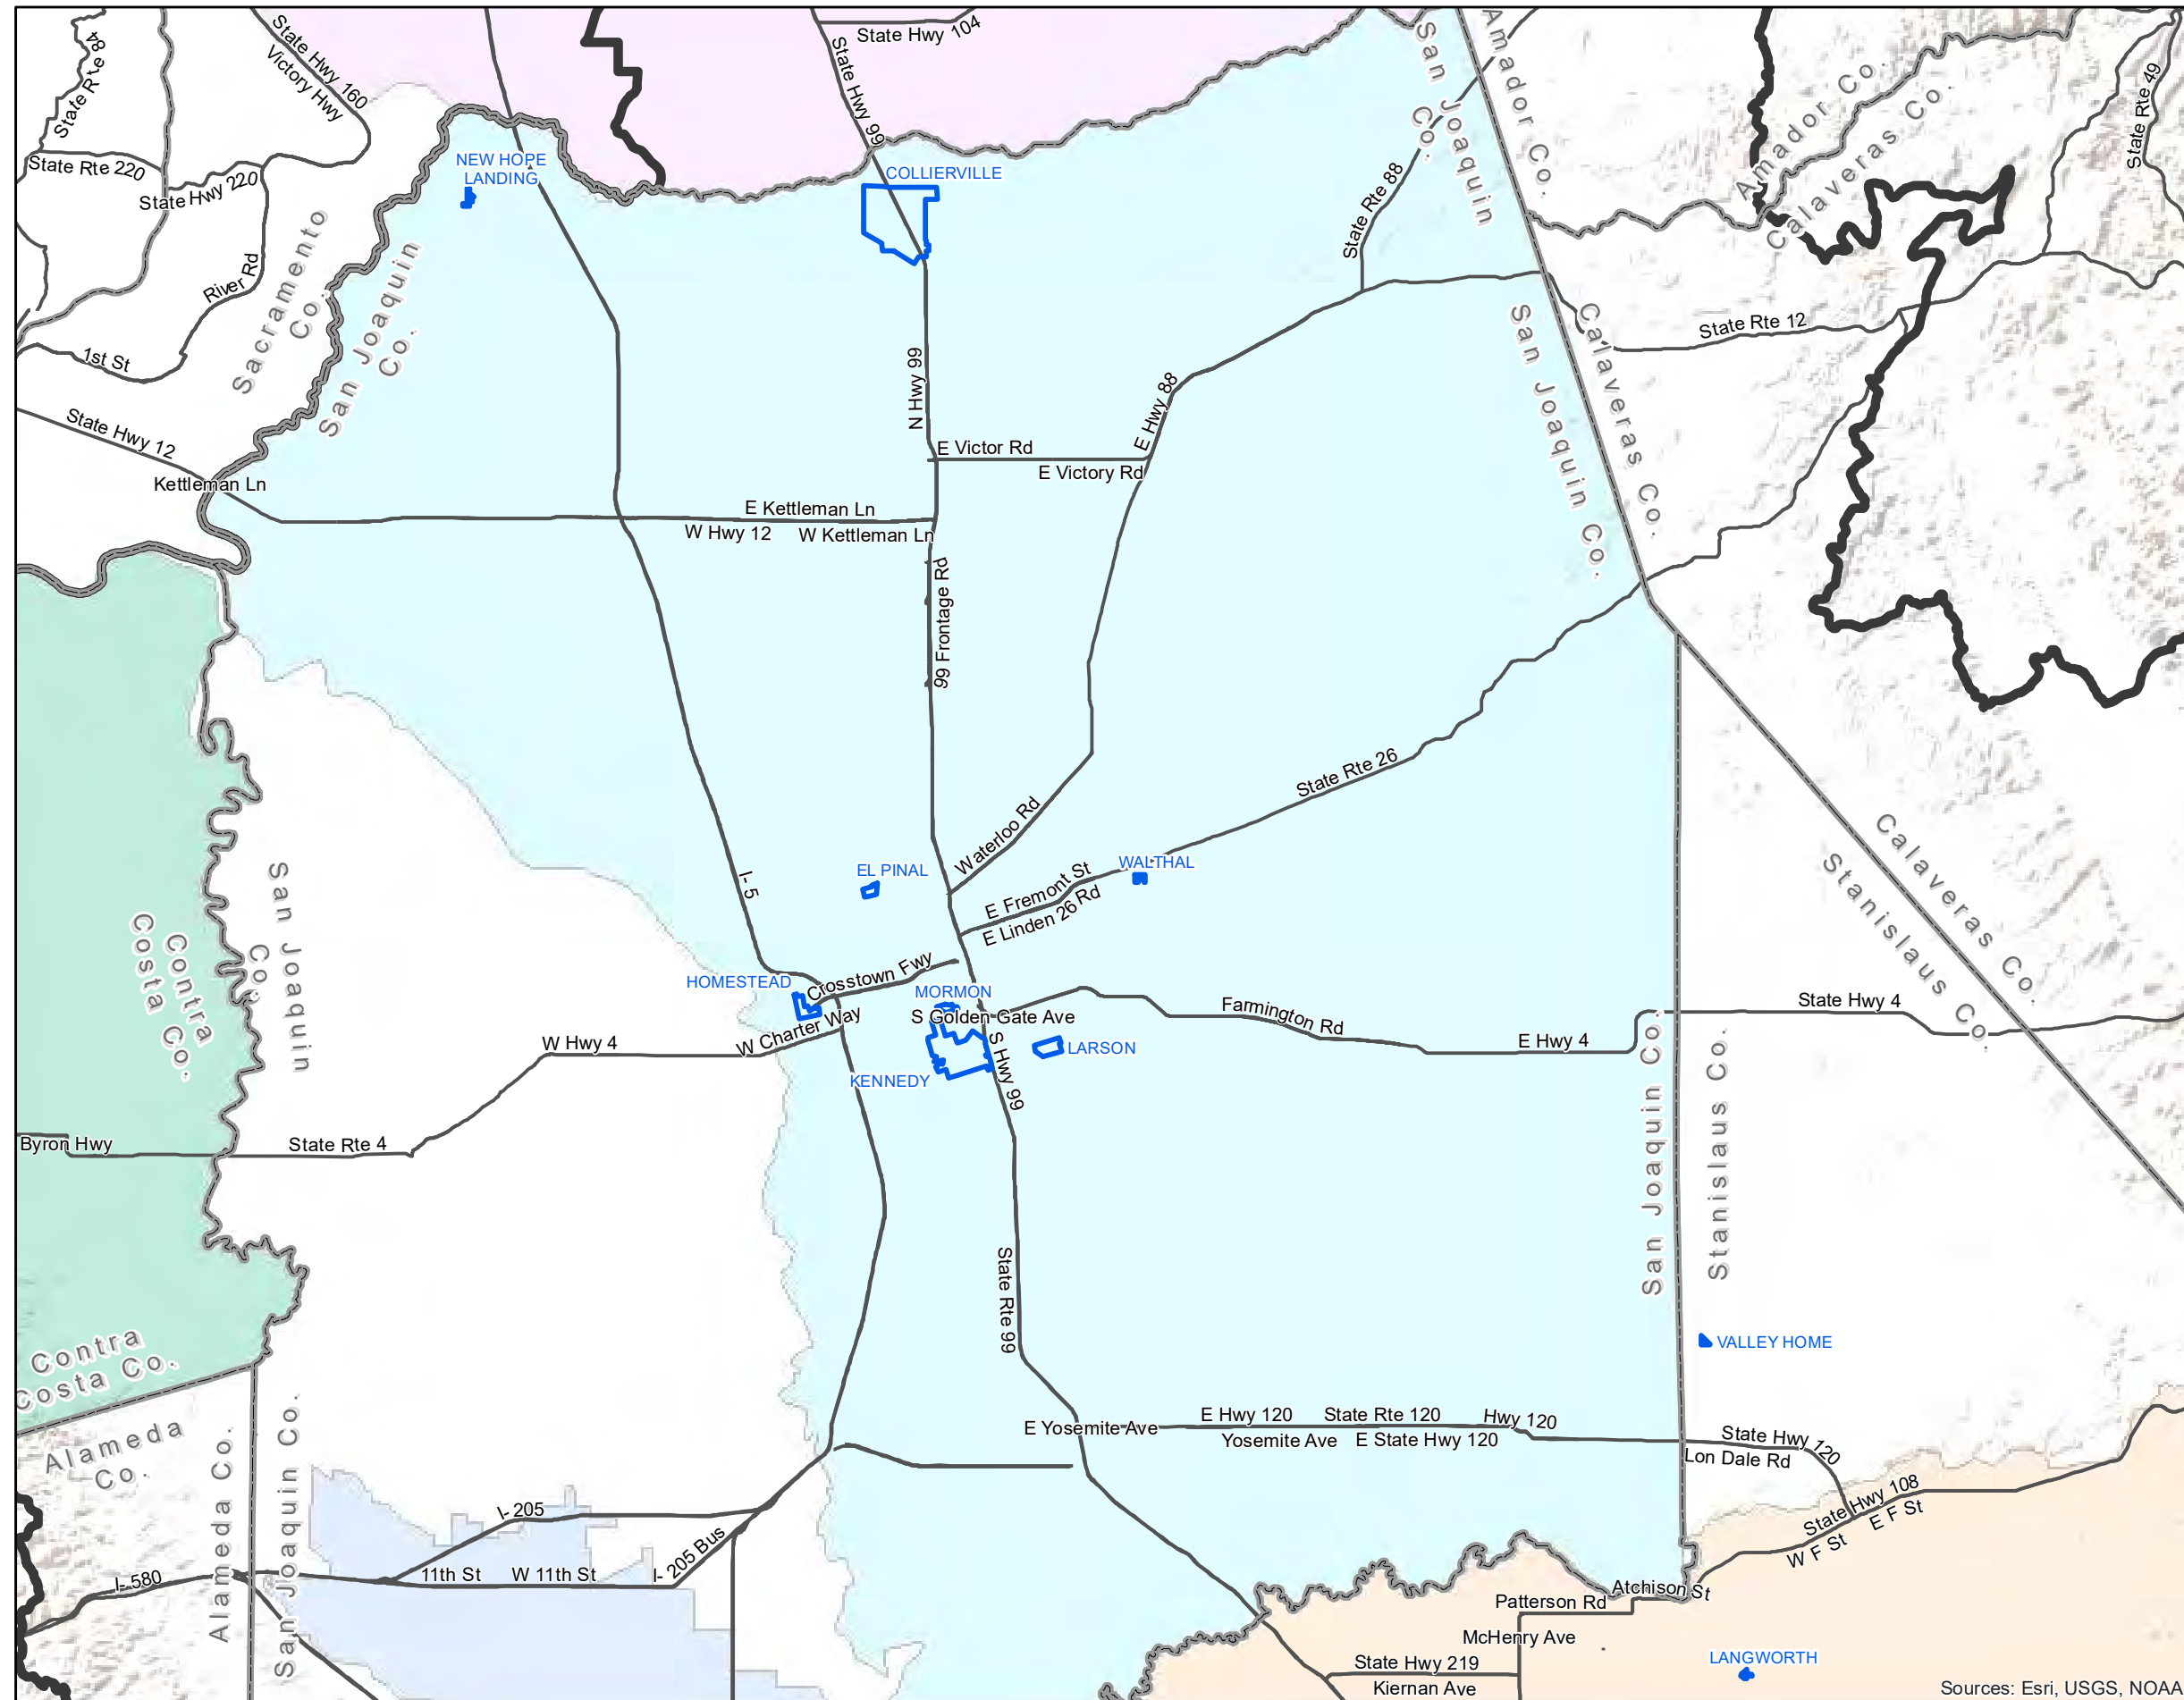 State Hwy 104
State Rte 84
State Hwy 160
Victory Hwy
State Hwy 99
San Joaquin
Co.
Amador Co.
Amador Co.
Calaveras Co.
State Rte 49
State Rte 220
State Hwy 220
NEW HOPE
LANDING
COLLIERVILLE
State Rte 88
River Rd
Sacramento
Co.
San Joaquin
Co.
1st St
State Hwy 12
Kettleman Ln
N Hwy 99
E Hwy 88
E Victor Rd
E Victory Rd
San Joaquin Co.
Calaveras Co.
State Rte 12
E Kettleman Ln
W Hwy 12
W Kettleman Ln
99 Frontage Rd
State Rte 26
Waterloo Rd
I- 5
EL PINAL
WALTHAL
E Fremont St
E Linden 26 Rd
Calaveras Co.
Stanislaus Co.
San Joaquin
Co.
Contra
Costa Co.
HOMESTEAD
Crosstown Fwy
MORMON
S Golden Gate Ave
W Charter Way
W Hwy 4
KENNEDY
LARSON
S Hwy 99
Farmington Rd
E Hwy 4
State Hwy 4
San Joaquin Co.
Stanislaus Co.
Byron Hwy
State Rte 4
State Rte 99
Contra
Costa Co.
VALLEY HOME
Alameda
Co.
Alameda Co.
San Joaquin Co.
E Yosemite Ave
E Hwy 120
State Rte 120
Hwy 120
Yosemite Ave
E State Hwy 120
State Hwy 120
Lon Dale Rd
I- 205
I- 205 Bus
11th St
W 11th St
I- 580
State Hwy 108
E F St
W F St
Atchison St
Patterson Rd
McHenry Ave
State Hwy 219
Kiernan Ave
LANGWORTH
Sources: Esri, USGS, NOAA